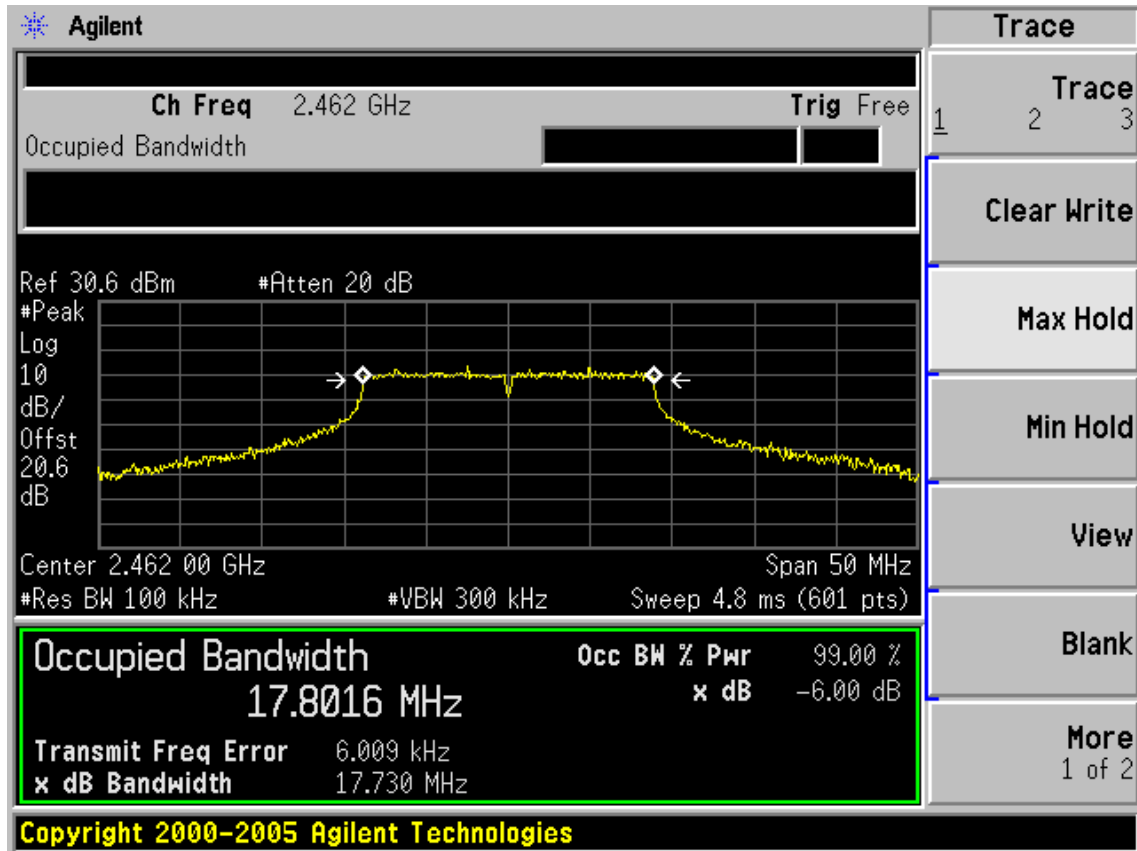 Agilent
Trace
Ch Freq 2.462 GHz Trig Free
Occupied Bandwidth
Trace
1 2 3
Clear Write
Max Hold
Min Hold
View
Blank
More
1 of 2
Ref 30.6 dBm #Atten 20 dB
#Peak
Log
10
dB/
Offst
20.6
dB
Center 2.462 00 GHz Span 50 MHz
#Res BW 100 kHz #VBW 300 kHz Sweep 4.8 ms (601 pts)
Occupied Bandwidth Occ BW % Pwr 99.00 %
17.8016 MHz x dB -6.00 dB
Transmit Freq Error 6.009 kHz
x dB Bandwidth 17.730 MHz
Copyright 2000-2005 Agilent Technologies